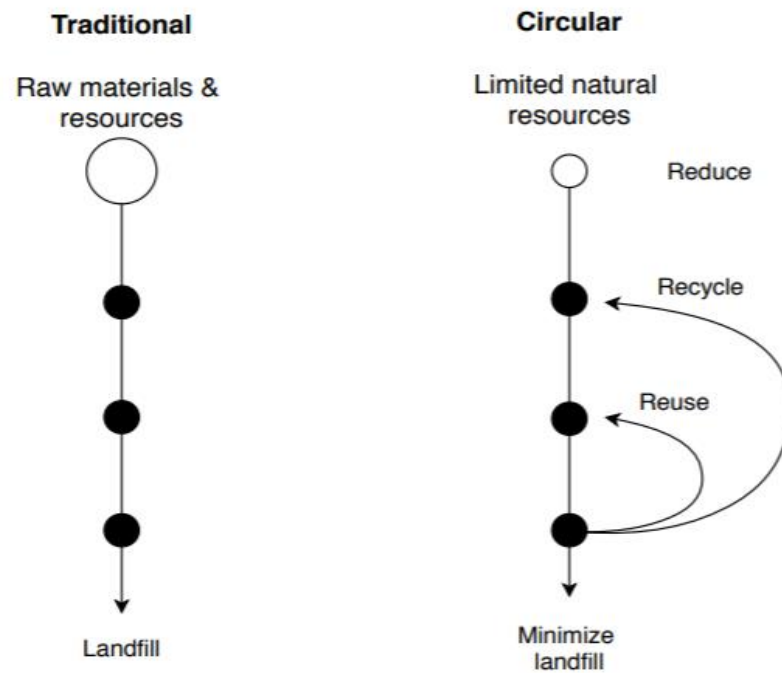 Traditional
Raw materials &
resources
Landfill
Circular
Limited natural
resources
Reduce
Recycle
Reuse
Minimize
landfill